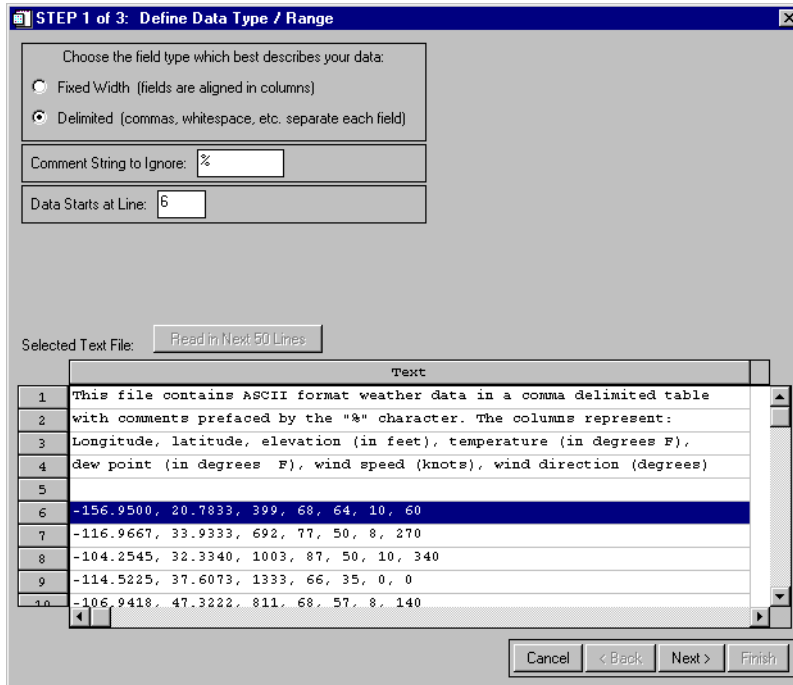 STEP 1 of 3: Define Data Type / Range
Choose the field type which best describes your data:
Fixed Width (fields are aligned in columns)
Delimited (commas, whitespace, etc. separate each field)
Comment String to Ignore: %
Data Starts at Line: 6
Selected Text File: Read in Next 50 Lines
Text
1 This file contains ASCII format weather data in a comma delimited table
2 with comments prefaced by the "%" character. The columns represent:
3 Longitude, latitude, elevation (in feet), temperature (in degrees F),
4 dew point (in degrees F), wind speed (knots), wind direction (degrees)
5
6 -156.9500, 20.7833, 399, 68, 64, 10, 60
7 -116.9667, 33.9333, 692, 77, 50, 8, 270
8 -104.2545, 32.3340, 1003, 87, 50, 10, 340
9 -114.5225, 37.6073, 1333, 66, 35, 0, 0
10 -106.9418, 47.3222, 811, 68, 57, 8, 140
Cancel < Back Next > Finish